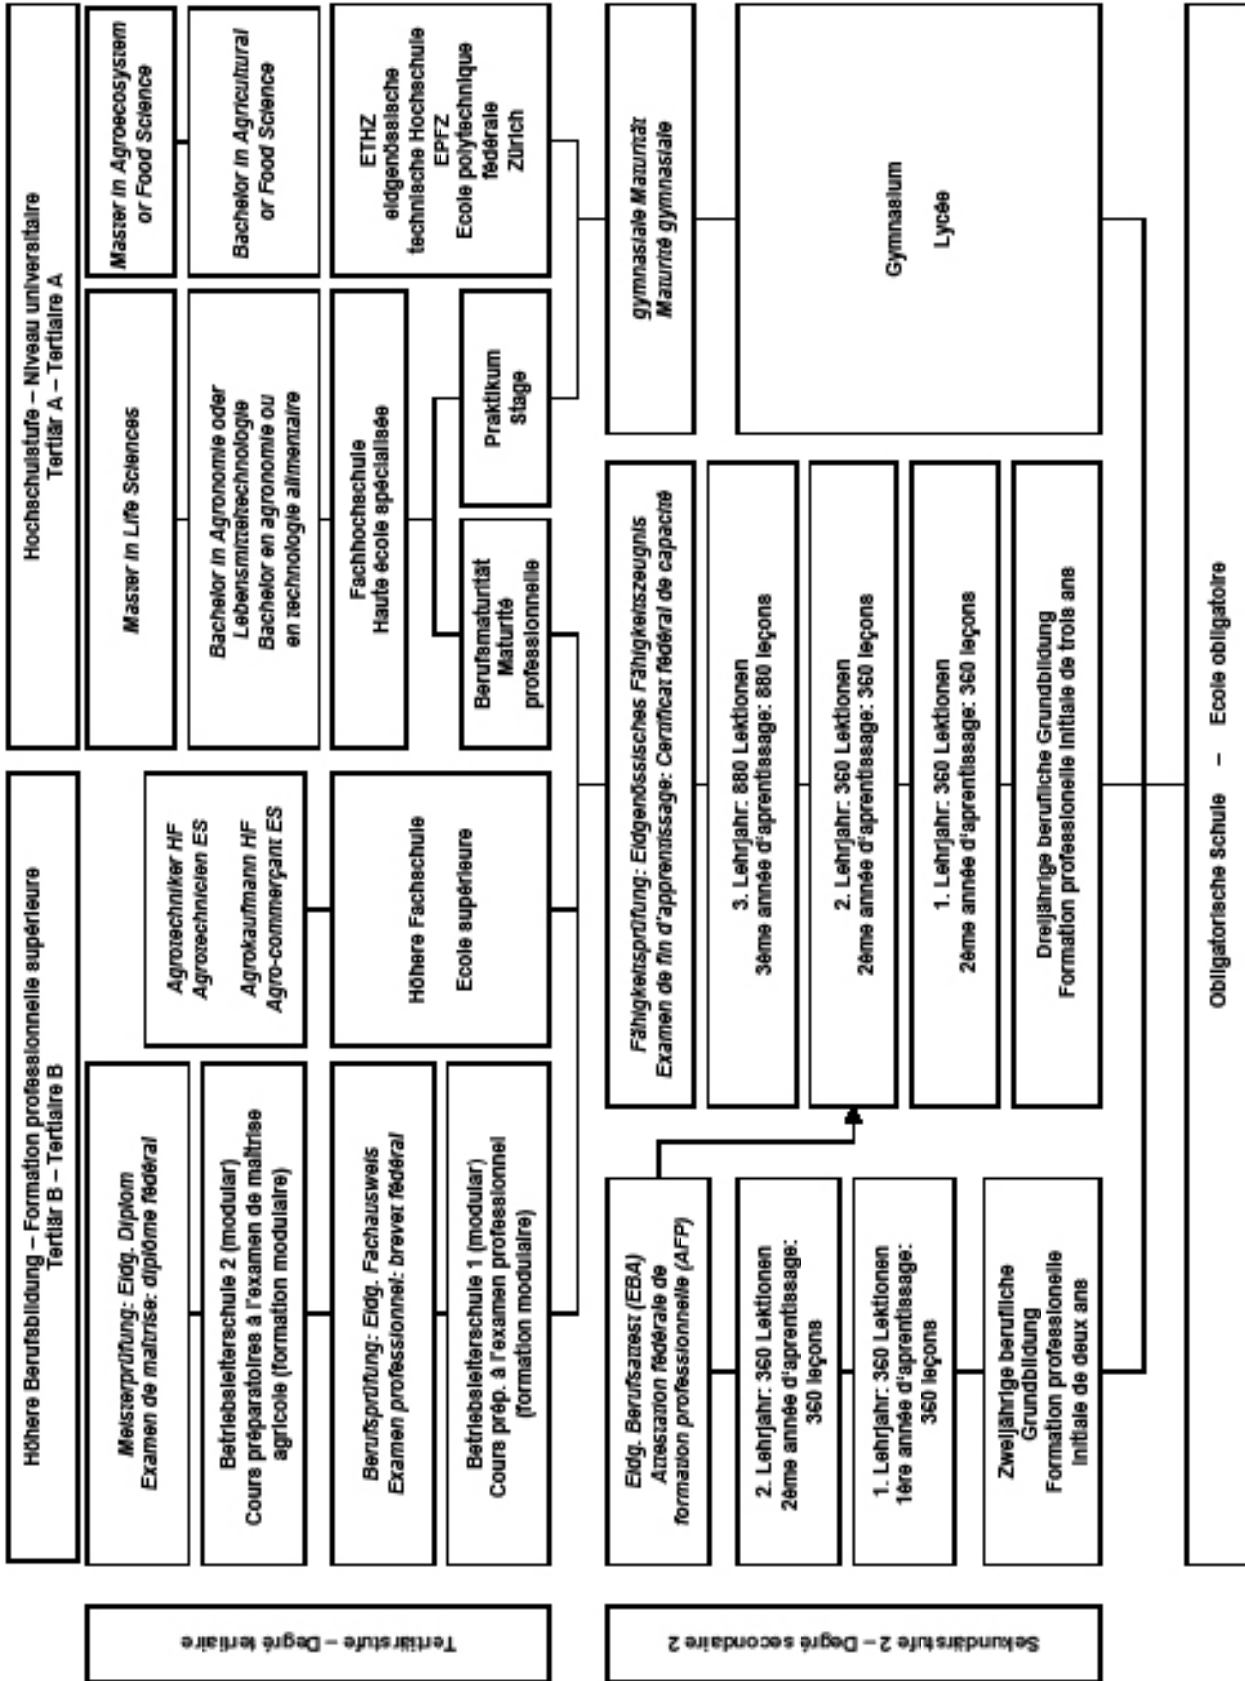 Höhere Berufsbildung – Formation professionnelle supérieure
Tertiär B – Tertiaire B
Hochschulstufe – Niveau universitaire
Tertiär A – Tertiaire A
Tertiärstufe – Degré tertiaire
Meisterprüfung: Eidg. Diplom
Examen de maîtrise: diplôme fédéral
Betriebsleiterschule 2 (modular)
Cours préparatoires à l'examen de maîtrise
agricole (formation modulaire)
Berufsprüfung: Eidg. Fachausweis
Examen professionnel: brevet fédéral
Betriebsleiterschule 1 (modular)
Cours prép. à l'examen professionnel
(formation modulaire)
Agrotechniker HF
Agrotechnicien ES
Agrokaufmann HF
Agro-commerçant ES
Höhere Fachschule
Ecole supérieure
Master in Life Sciences
Bachelor in Agronomie oder
Lebensmitteltechnologie
Bachelor en agronomie ou
en technologie alimentaire
Fachhochschule
Haute école spécialisée
Berufsmaturität
Maturité
professionnelle
Praktikum
Stage
Master in Agroecosystem
or Food Science
Bachelor in Agricultural
or Food Science
ETHZ
eidgenössische
technische Hochschule
EPFZ
Ecole polytechnique
fédérale
Zürich
Sekundärstufe 2 – Degré secondaire 2
Eidg. Berufsattest (EBA)
Attestation fédérale de
formation professionnelle (AFP)
2. Lehrjahr: 360 Lektionen
2ème année d'aprentissage:
360 leçons
1. Lehrjahr: 360 Lektionen
1ère année d'aprentissage:
360 leçons
Zweijährige berufliche
Grundbildung
Formation professionelle
initiale de deux ans
Fähigkeitsprüfung: Eidgenössisches Fähigkeitszeugnis
Examen de fin d'apprentissage: Certificat fédéral de capacité
3. Lehrjahr: 880 Lektionen
3ème année d'aprentissage: 880 leçons
2. Lehrjahr: 360 Lektionen
2ème année d'aprentissage: 360 leçons
1. Lehrjahr: 360 Lektionen
2ème année d'aprentissage: 360 leçons
Dreijährige berufliche Grundbildung
Formation professionelle initiale de trois ans
gymnasiale Maturität
Maturité gymnasiale
Gymnasium
Lycée
Obligatorische Schule – Ecole obligatoire